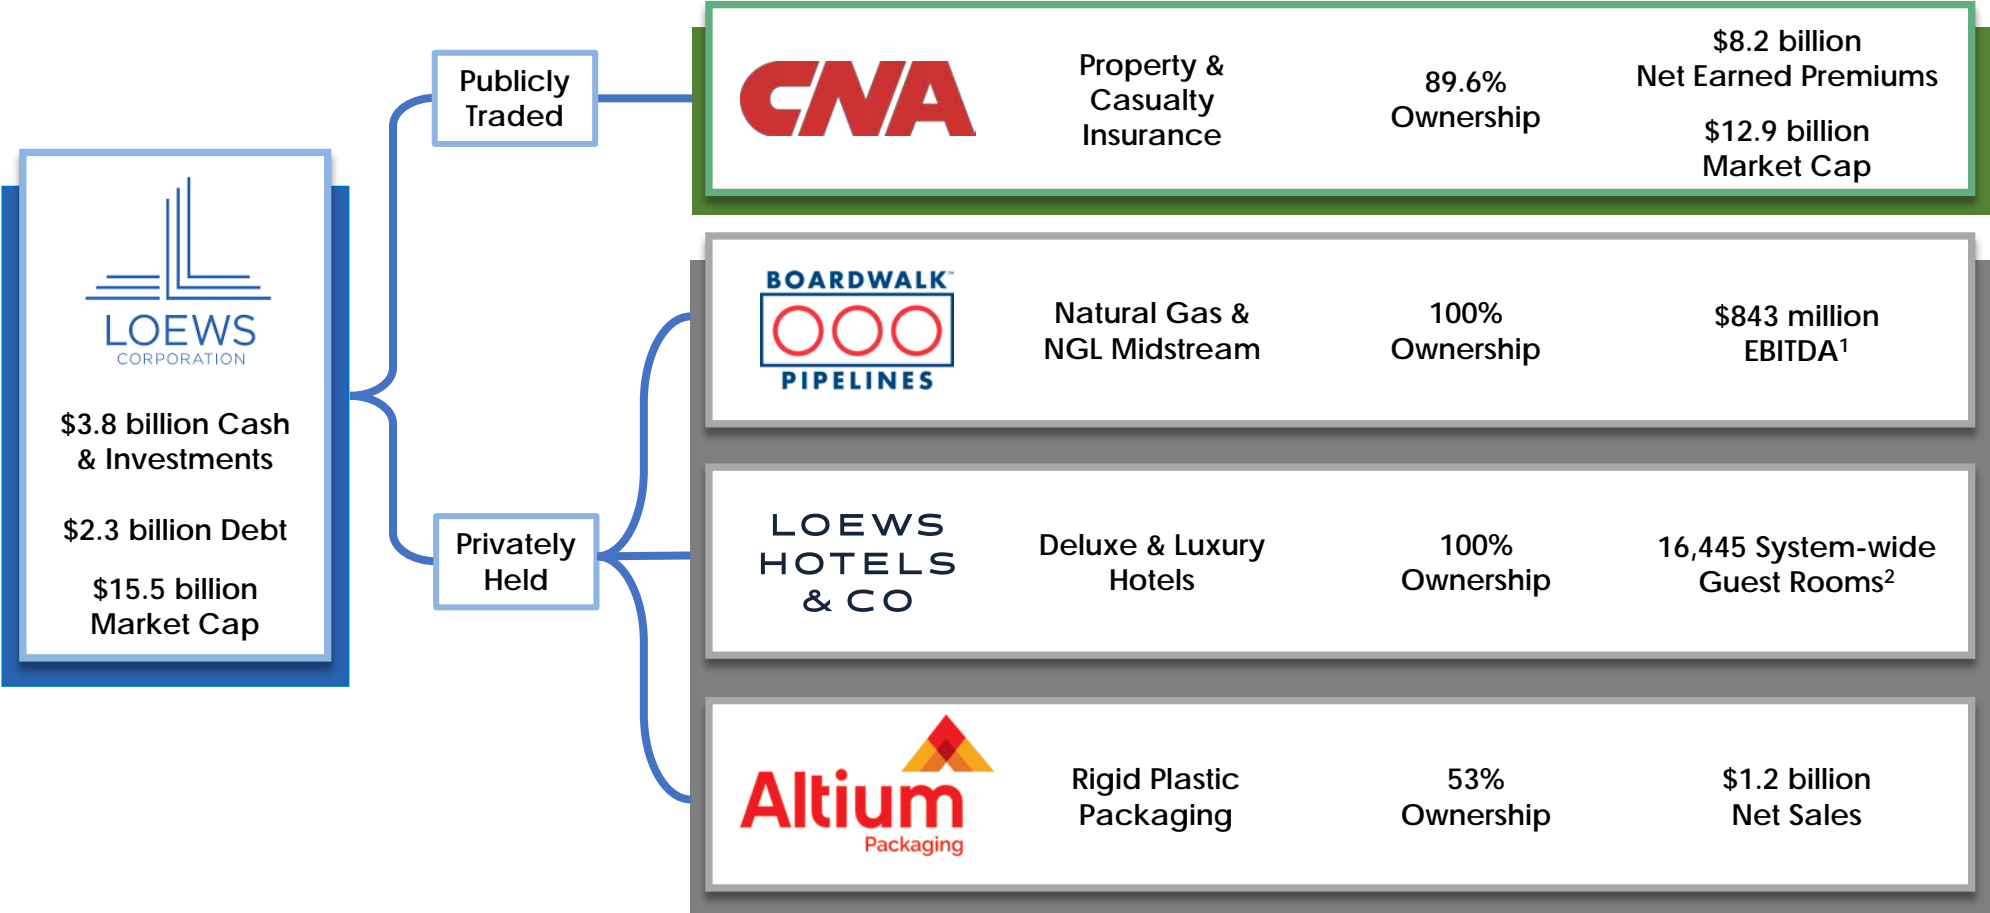 LOEWS
CORPORATION
$3.8 billion Cash
& Investments
$2.3 billion Debt
$15.5 billion
Market Cap
Publicly
Traded
Privately
Held
CNA
Property &
Casualty
Insurance
89.6%
Ownership
$8.2 billion
Net Earned Premiums
$12.9 billion
Market Cap
BOARDWALK™
PIPELINES
Natural Gas &
NGL Midstream
100%
Ownership
$843 million
EBITDA¹
LOEWS
HOTELS
& CO
Deluxe & Luxury
Hotels
100%
Ownership
16,445 System-wide
Guest Rooms²
Altium
Packaging
Rigid Plastic
Packaging
53%
Ownership
$1.2 billion
Net Sales